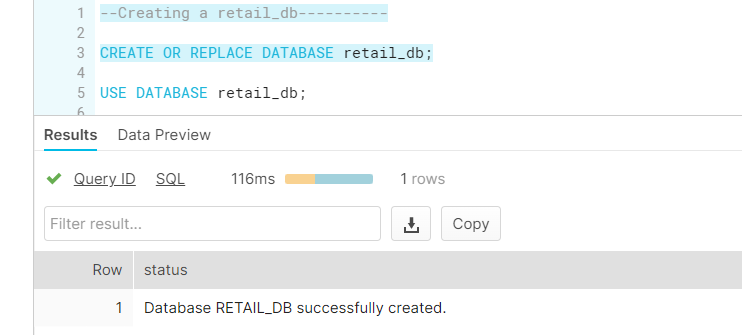 1 --Creating a retail_db----------
2
3 CREATE OR REPLACE DATABASE retail_db;
4
5 USE DATABASE retail_db;
6
Results Data Preview
Query ID SQL 116ms 1 rows
Filter result... Copy
Row status
1 Database RETAIL_DB successfully created.